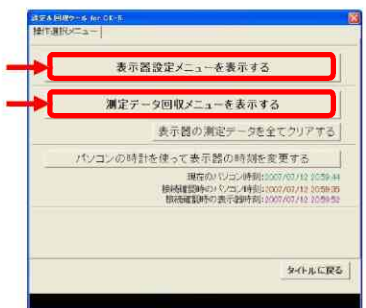 設定&回収ツール for CK-5
操作選択メニュー
表示器設定メニューを表示する
測定データ回収メニューを表示する
表示器の測定データを全てクリアする
パソコンの時計を使って表示器の時刻を変更する
現在のパソコン時刻:2007/07/12 20:59:44
接続確認時のパソコン時刻:2007/07/12 20:59:35
接続確認時の表示器時刻:2007/07/12 20:59:52
タイトルに戻る